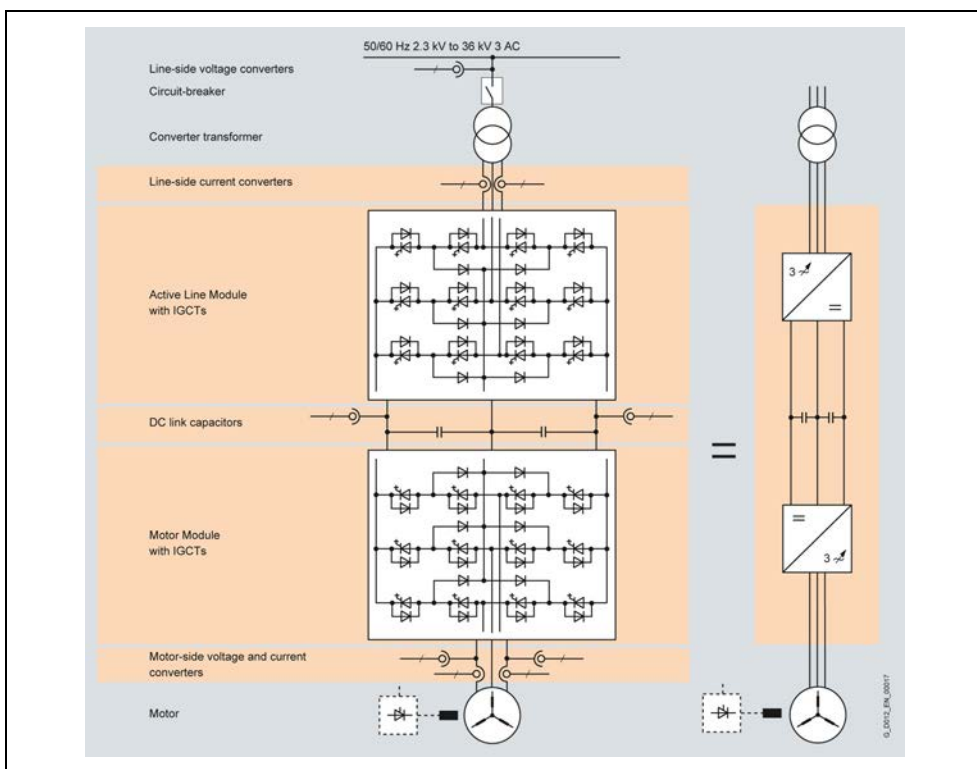 50/60 Hz 2.3 kV to 36 kV 3 AC
Line-side voltage converters
Circuit-breaker
Converter transformer
Line-side current converters
Active Line Module
with IGCTs
DC link capacitors
Motor Module
with IGCTs
Motor-side voltage and current
converters
Motor
3
=
=
=
3
G_D012_EN_00017